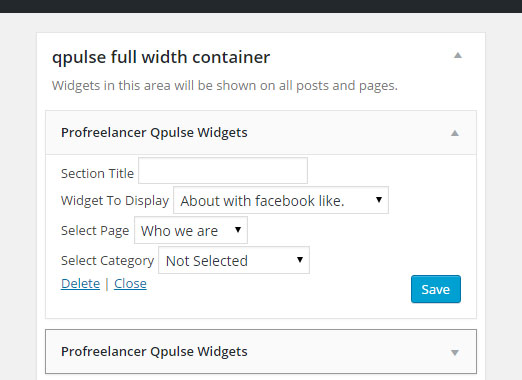 qpulse full width container
Widgets in this area will be shown on all posts and pages.
Profreelancer Qpulse Widgets
Section Title
Widget To Display About with facebook like.
Select Page Who we are
Select Category Not Selected
Delete | Close
Save
Profreelancer Qpulse Widgets